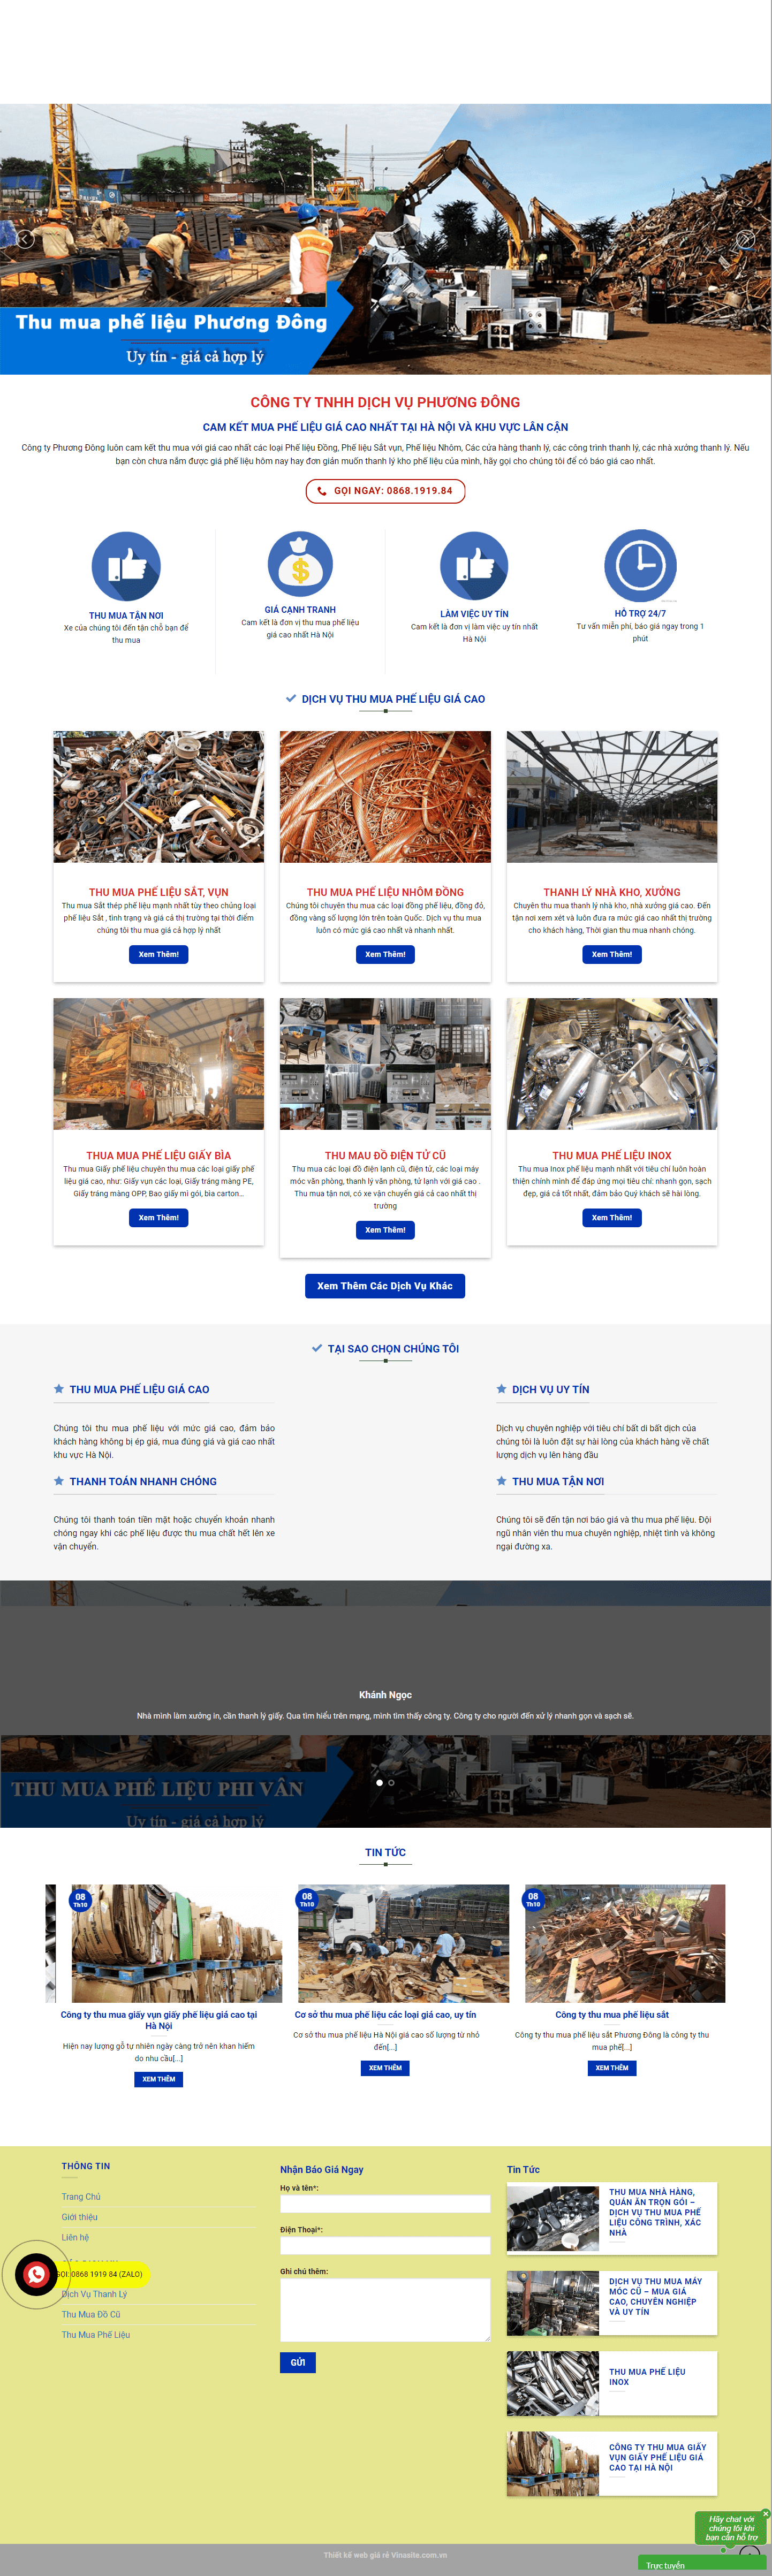 Thu mua phế liệu Phương Đông
Uy tín - giá cả hợp lý
CÔNG TY TNHH DỊCH VỤ PHƯƠNG ĐÔNG
CAM KẾT MUA PHẾ LIỆU GIÁ CAO NHẤT TẠI HÀ NỘI VÀ KHU VỰC LÂN CẬN
Công ty Phương Đông luôn cam kết thu mua với giá cao nhất các loại Phế liệu Đồng, Phế liệu Sắt vụn, Phế liệu Nhôm, Các cửa hàng thanh lý, các công trình thanh lý, các nhà xưởng thanh lý. Nếu
bạn còn chưa nắm được giá phế liệu hôm nay hay đơn giản muốn thanh lý kho phế liệu của mình, hãy gọi cho chúng tôi để có báo giá cao nhất.
GỌI NGAY: 0868.1919.84
THU MUA TẬN NƠI
Xe của chúng tôi đến tận chỗ bạn để
thu mua
GIÁ CẠNH TRANH
Cam kết là đơn vị thu mua phế liệu
giá cao nhất Hà Nội
LÀM VIỆC UY TÍN
Cam kết là đơn vị làm việc uy tín nhất
Hà Nội
HỖ TRỢ 24/7
Tư vấn miễn phí, báo giá ngay trong 1
phút
DỊCH VỤ THU MUA PHẾ LIỆU GIÁ CAO
THU MUA PHẾ LIỆU SẮT, VỤN
Thu mua Sắt thép phế liệu mạnh nhất tùy theo chủng loại
phế liệu Sắt , tình trạng và giá cả thị trường tại thời điểm
chúng tôi thu mua giá cả hợp lý nhất
Xem Thêm!
THU MUA PHẾ LIỆU NHÔM ĐỒNG
Chúng tôi chuyên thu mua các loại đồng phế liệu, đồng đỏ,
đồng vàng số lượng lớn trên toàn Quốc. Dịch vụ thu mua
luôn có mức giá cao nhất và nhanh nhất.
Xem Thêm!
THANH LÝ NHÀ KHO, XƯỞNG
Chuyên thu mua thanh lý nhà kho, nhà xưởng giá cao. Đến
tận nơi xem xét và luôn đưa ra mức giá cao nhất thị trường
cho khách hàng, Thời gian thu mua nhanh chóng.
Xem Thêm!
THUA MUA PHẾ LIỆU GIẤY BÌA
Thu mua Giấy phế liệu chuyên thu mua các loại giấy phế
liệu giá cao, như: Giấy vụn các loại, Giấy trắng màng PE,
Giấy tráng màng OPP, Bao giấy mì gói, bìa carton...
Xem Thêm!
THU MAU ĐỒ ĐIỆN TỬ CŨ
Thu mua các loại đồ điện lạnh cũ, điện tử, các loại máy
móc văn phòng, thanh lý văn phòng, tử lạnh với giá cao .
Thu mua tận nơi, có xe vận chuyển giá cả cao nhất thị
trường
Xem Thêm!
THU MUA PHẾ LIỆU INOX
Thu mua Inox phế liệu mạnh nhất với tiêu chí luôn hoàn
thiện chính mình để đáp ứng mọi tiêu chí: nhanh gọn, sạch
đẹp, giá cả tốt nhất, đảm bảo Quý khách sẽ hài lòng.
Xem Thêm!
Xem Thêm Các Dịch Vụ Khác
TẠI SAO CHỌN CHÚNG TÔI
THU MUA PHẾ LIỆU GIÁ CAO
Chúng tôi thu mua phế liệu với mức giá cao, đảm bảo
khách hàng không bị ép giá, mua đúng giá và giá cao nhất
khu vực Hà Nội.
THANH TOÁN NHANH CHÓNG
Chúng tôi thanh toán tiền mặt hoặc chuyển khoản nhanh
chóng ngay khi các phế liệu được thu mua chất hết lên xe
vận chuyển.
DỊCH VỤ UY TÍN
Dịch vụ chuyên nghiệp với tiêu chí bất di bất dịch của
chúng tôi là luôn đặt sự hài lòng của khách hàng về chất
lượng dịch vụ lên hàng đầu
THU MUA TẬN NƠI
Chúng tôi sẽ đến tận nơi báo giá và thu mua phế liệu. Đội
ngũ nhân viên thu mua chuyên nghiệp, nhiệt tình và không
ngại đường xa.
Khánh Ngọc
Nhà mình làm xưởng in, cần thanh lý giấy. Qua tìm hiểu trên mạng, mình tìm thấy công ty. Công ty cho người đến xử lý nhanh gọn và sạch sẽ.
THU MUA PHẾ LIỆU PHI VÂN
Uy tín - giá cả hợp lý
TIN TỨC
08
Th10
Công ty thu mua giấy vụn giấy phế liệu giá cao tại
Hà Nội
Hiện nay lượng gỗ tự nhiên ngày càng trở nên khan hiếm
do nhu cầu[...]
XEM THÊM
08
Th10
Cơ sở thu mua phế liệu các loại giá cao, uy tín
Cơ sở thu mua phế liệu Hà Nội giá cao số lượng từ nhỏ
đến[...]
XEM THÊM
08
Th10
Công ty thu mua phế liệu sắt
Công ty thu mua phế liệu sắt Phương Đông là công ty thu
mua phế[...]
XEM THÊM
THÔNG TIN
Trang Chủ
Giới thiệu
Liên hệ
GỌI: 0868 1919 84 (ZALO)
Dịch Vụ Thanh Lý
Thu Mua Đồ Cũ
Thu Mua Phế Liệu
Nhận Báo Giá Ngay
Họ và tên*:
Điện Thoại*:
Ghi chú thêm:
GỬI
Tin Tức
THU MUA NHÀ HÀNG,
QUÁN ĂN TRỌN GÓI –
DỊCH VỤ THU MUA PHẾ
LIỆU CÔNG TRÌNH, XÁC
NHÀ
DỊCH VỤ THU MUA MÁY
MÓC CŨ – MUA GIÁ
CAO, CHUYÊN NGHIỆP
VÀ UY TÍN
THU MUA PHẾ LIỆU
INOX
CÔNG TY THU MUA GIẤY
VỤN GIẤY PHẾ LIỆU GIÁ
CAO TẠI HÀ NỘI
Hãy chat với
chúng tôi khi
bạn cần hỗ trợ
Thiết kế web giá rẻ Vinasite.com.vn
Trực tuyến